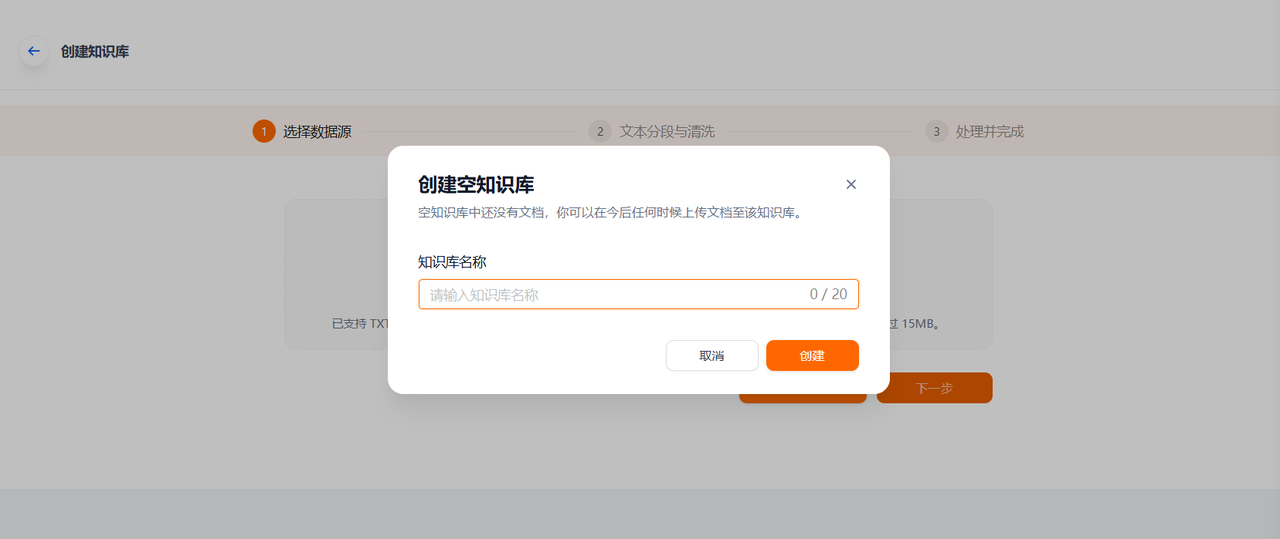 创建知识库
1 选择数据源
2 文本分段与清洗
3 处理并完成
创建空知识库
空知识库中还没有文档，你可以在今后任何时候上传文档至该知识库。
知识库名称
请输入知识库名称 0 / 20
已支持 TXT
过 15MB。
取消 创建
下一步